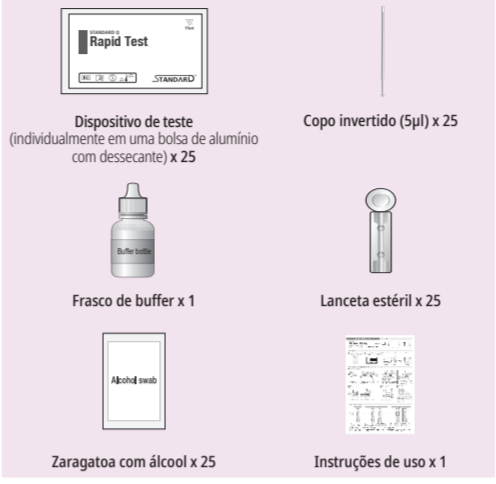 STANDARD Q
Rapid Test
STANDARD
Dispositivo de teste
(individualmente em uma bolsa de alumínio
com dessecante) x 25
Copo invertido (5μl) x 25
Buffer bottle
Frasco de buffer x 1
Lanceta estéril x 25
Alcohol swab
Zaragatoa com álcool x 25
Instruções de uso x 1